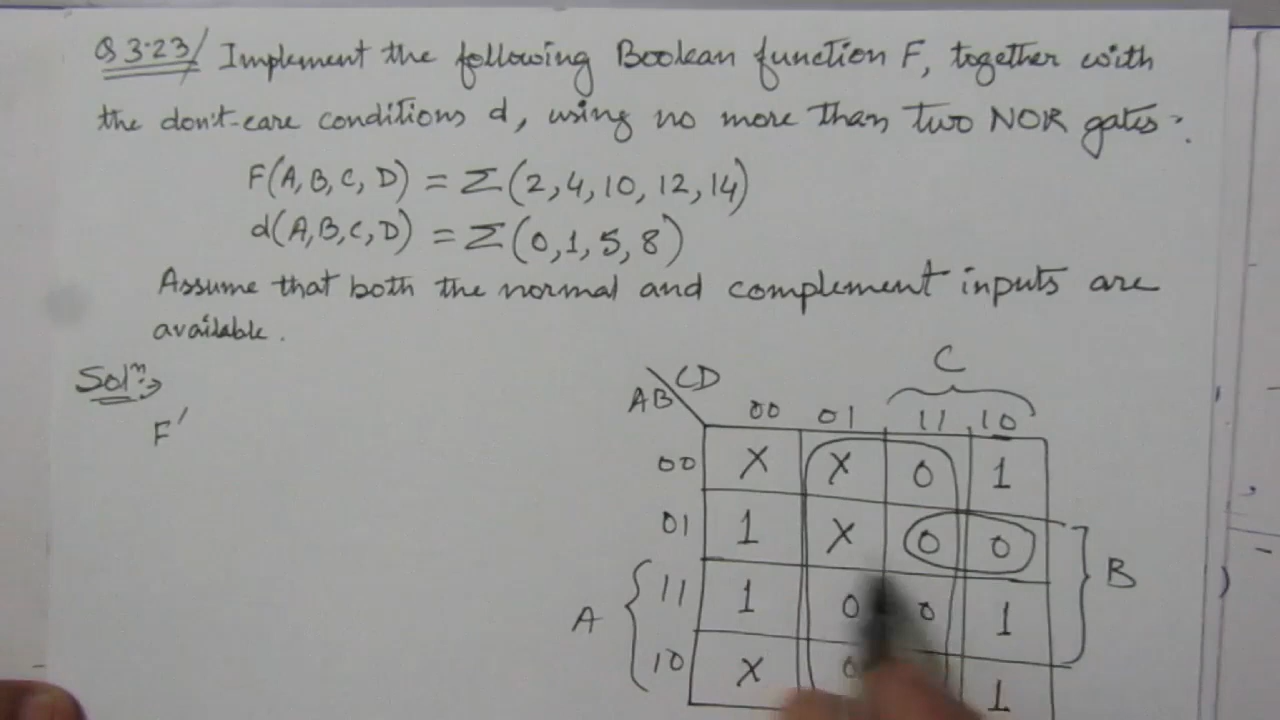 Q 3.23/ Implement the following Boolean function F, together with
the don't-care conditions d, using no more than two NOR gates:
F(A, B, C, D) = Σ(2, 4, 10, 12, 14)
d(A, B, C, D) = Σ(0, 1, 5, 8)
Assume that both the normal and complement inputs are
available.
Solⁿ:→
F'
C
AB CD
00 01 11 10
00 X X 0 1
01 1 X 0 0
11 1 0 0 1
10 X 0 1
A
B